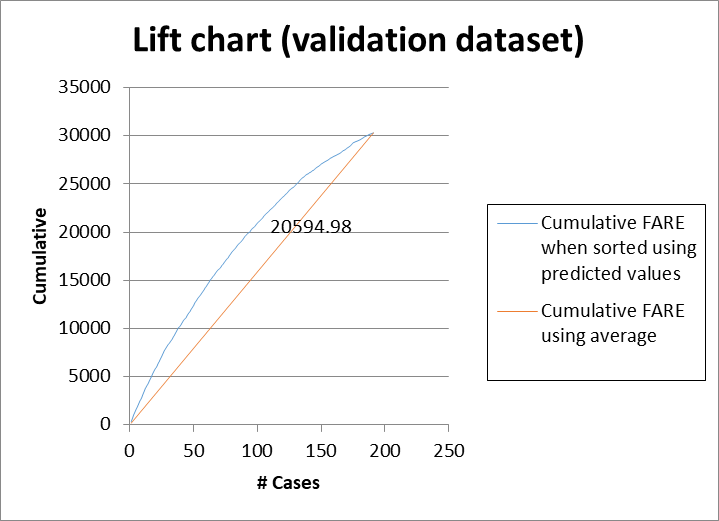 Lift chart (validation dataset)
35000
30000
25000
20000
15000
10000
5000
0
Cumulative
20594.98
0 50 100 150 200 250
# Cases
Cumulative FARE
when sorted using
predicted values
Cumulative FARE
using average